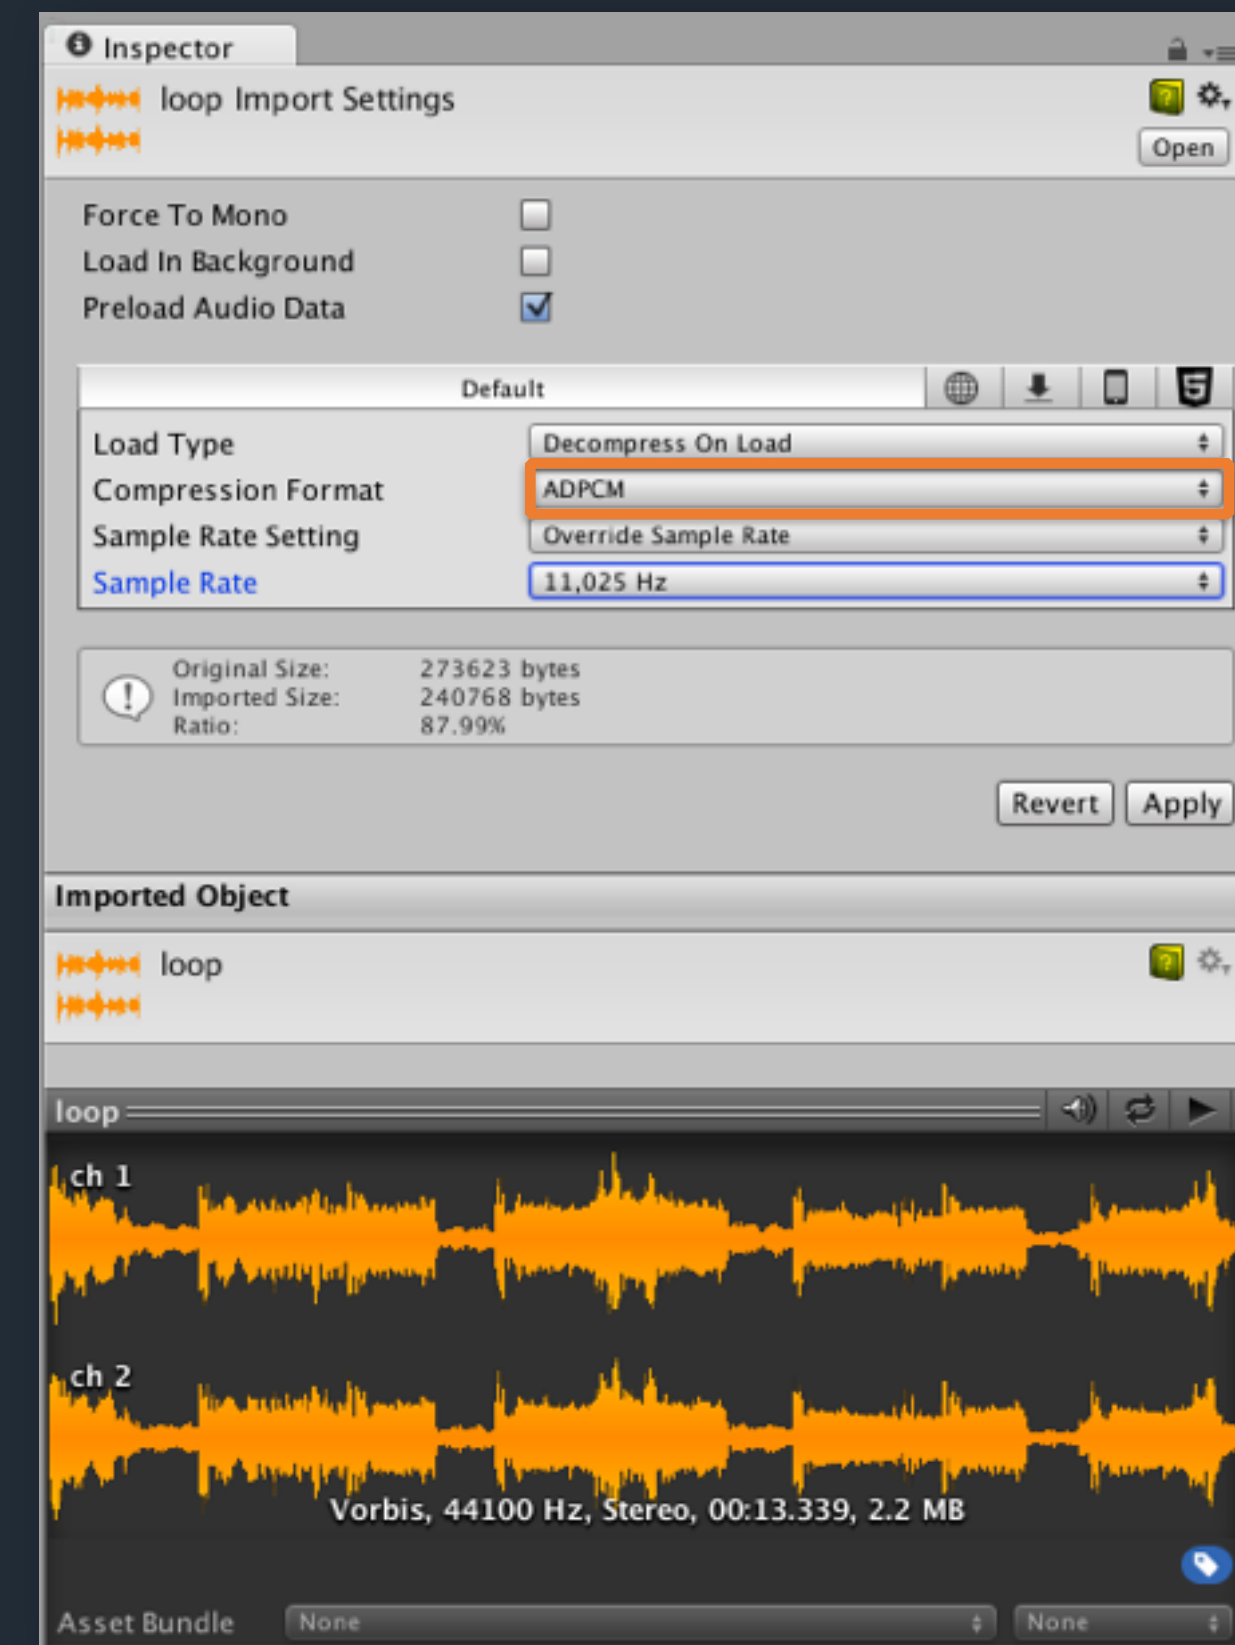 Inspector
loop Import Settings
Open
Force To Mono
Load In Background
Preload Audio Data
Default
Load Type Decompress On Load
Compression Format ADPCM
Sample Rate Setting Override Sample Rate
Sample Rate 11,025 Hz
Original Size: 273623 bytes
Imported Size: 240768 bytes
Ratio: 87.99%
Revert Apply
Imported Object
loop
loop
ch 1
ch 2
Vorbis, 44100 Hz, Stereo, 00:13.339, 2.2 MB
Asset Bundle None None